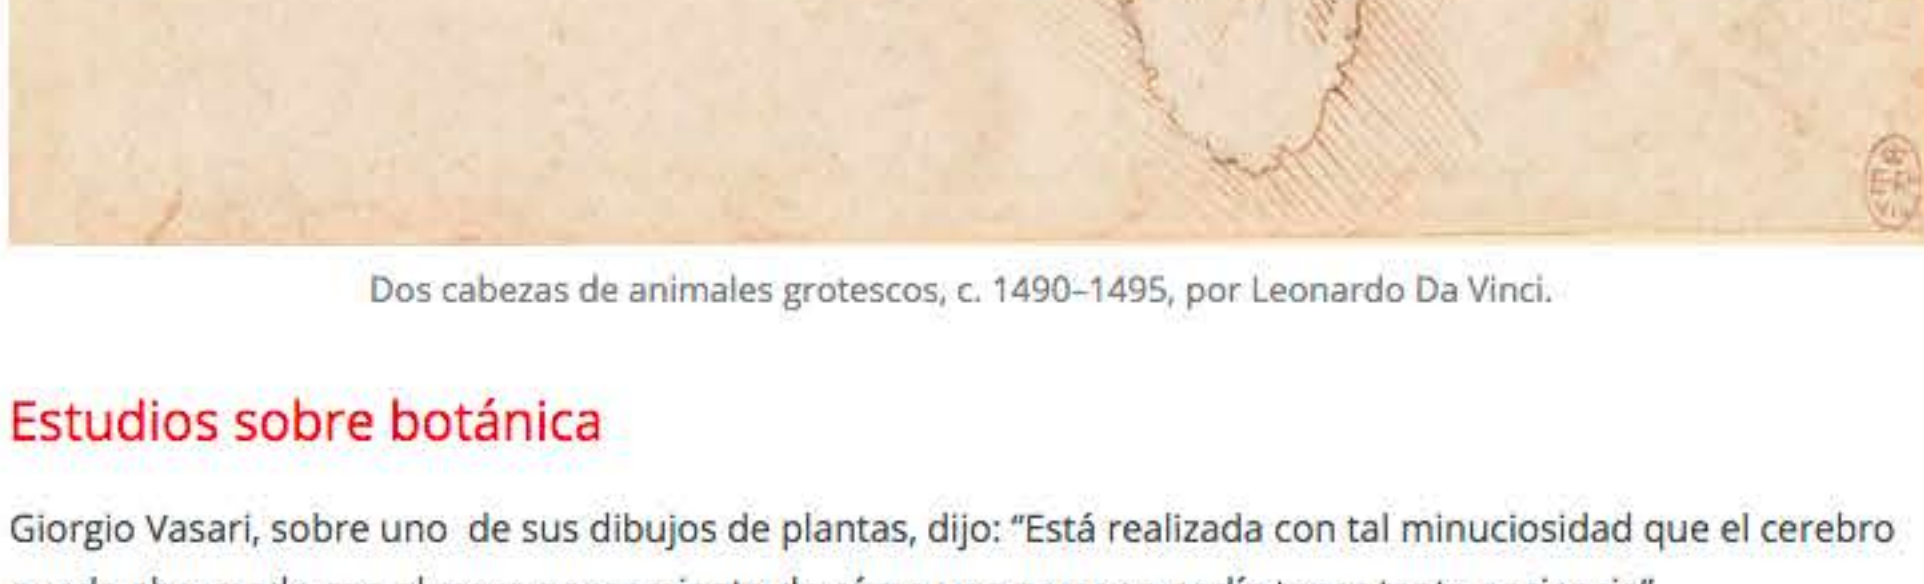 Dos cabezas de animales grotescos, c. 1490–1495, por Leonardo Da Vinci.
Estudios sobre botánica
Giorgio Vasari, sobre uno de sus dibujos de plantas, dijo: “Está realizada con tal minuciosidad que el cerebro